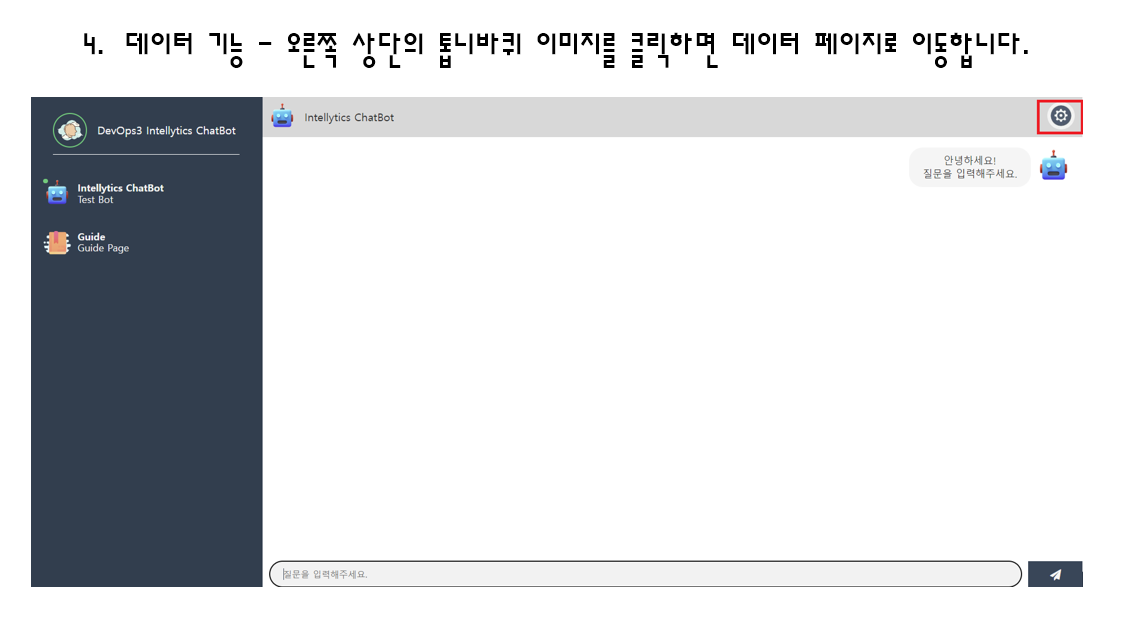 4. 데이터 기능 - 오른쪽 상단의 톱니바퀴 이미지를 클릭하면 데이터 페이지로 이동합니다.
DevOps3 Intellytics ChatBot
Intellytics ChatBot
Test Bot
Guide
Guide Page
Intellytics ChatBot
안녕하세요!
질문을 입력해주세요.
질문을 입력해주세요.